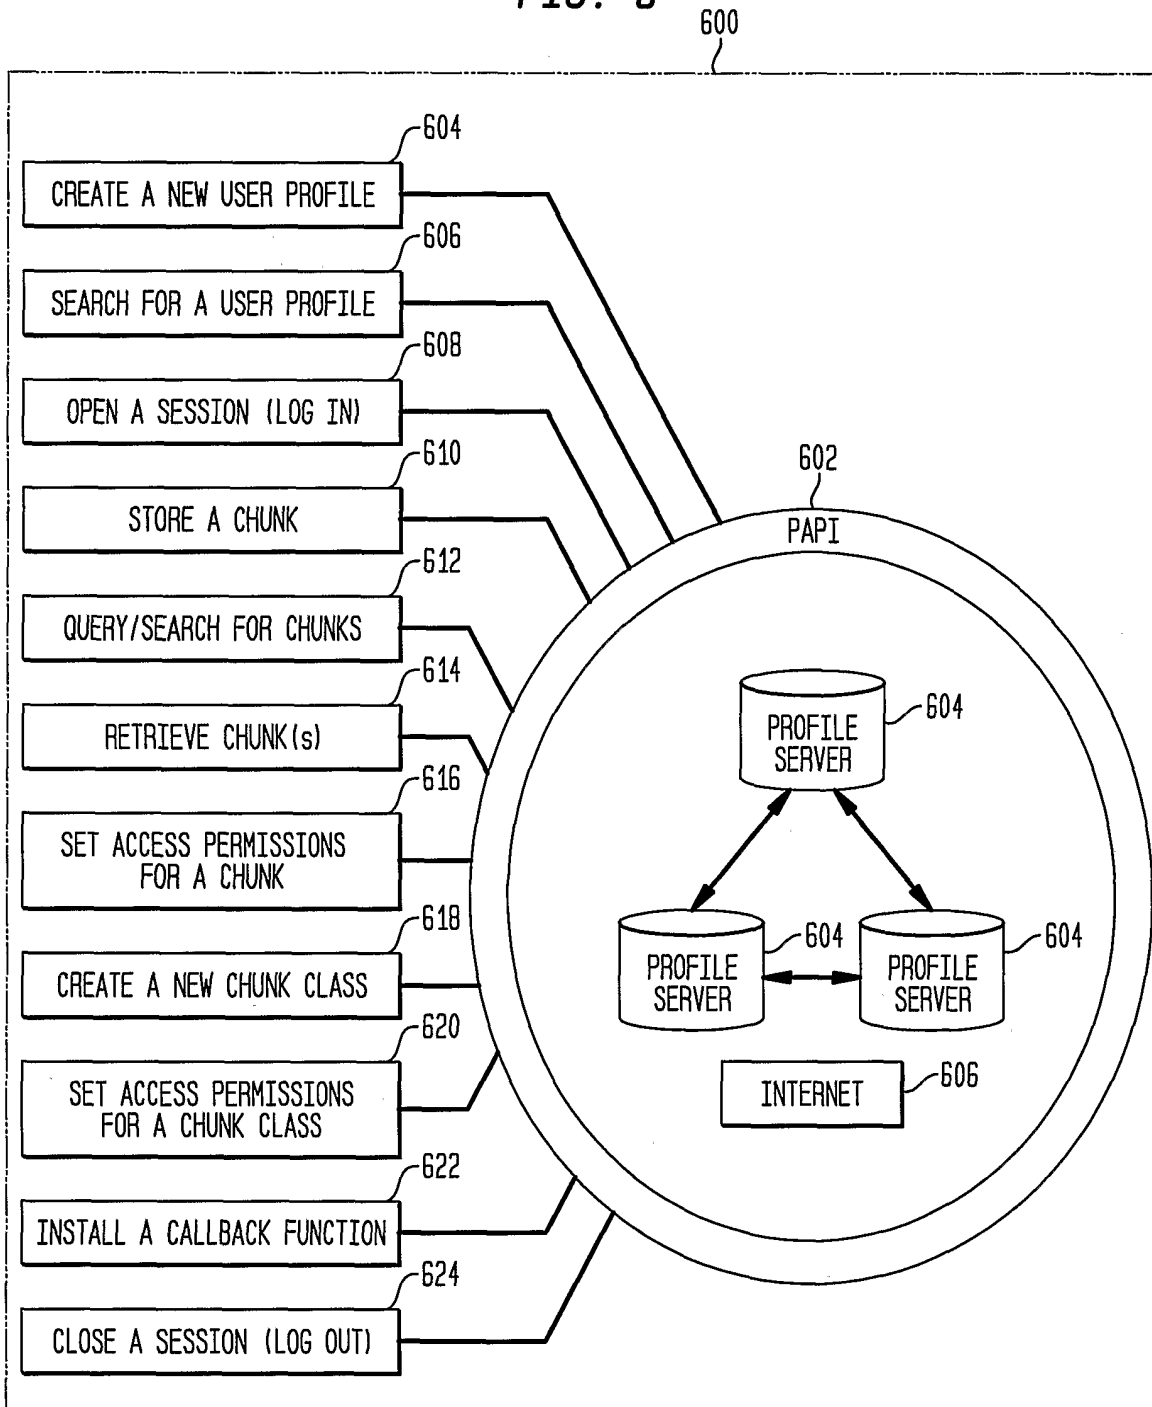 600
604
CREATE A NEW USER PROFILE
606
SEARCH FOR A USER PROFILE
608
OPEN A SESSION (LOG IN)
610
STORE A CHUNK
612
QUERY/SEARCH FOR CHUNKS
614
RETRIEVE CHUNK(s)
616
SET ACCESS PERMISSIONS
FOR A CHUNK
618
CREATE A NEW CHUNK CLASS
620
SET ACCESS PERMISSIONS
FOR A CHUNK CLASS
622
INSTALL A CALLBACK FUNCTION
624
CLOSE A SESSION (LOG OUT)
602
PAPI
PROFILE
SERVER
604
PROFILE
SERVER
604
PROFILE
SERVER
604
INTERNET
606